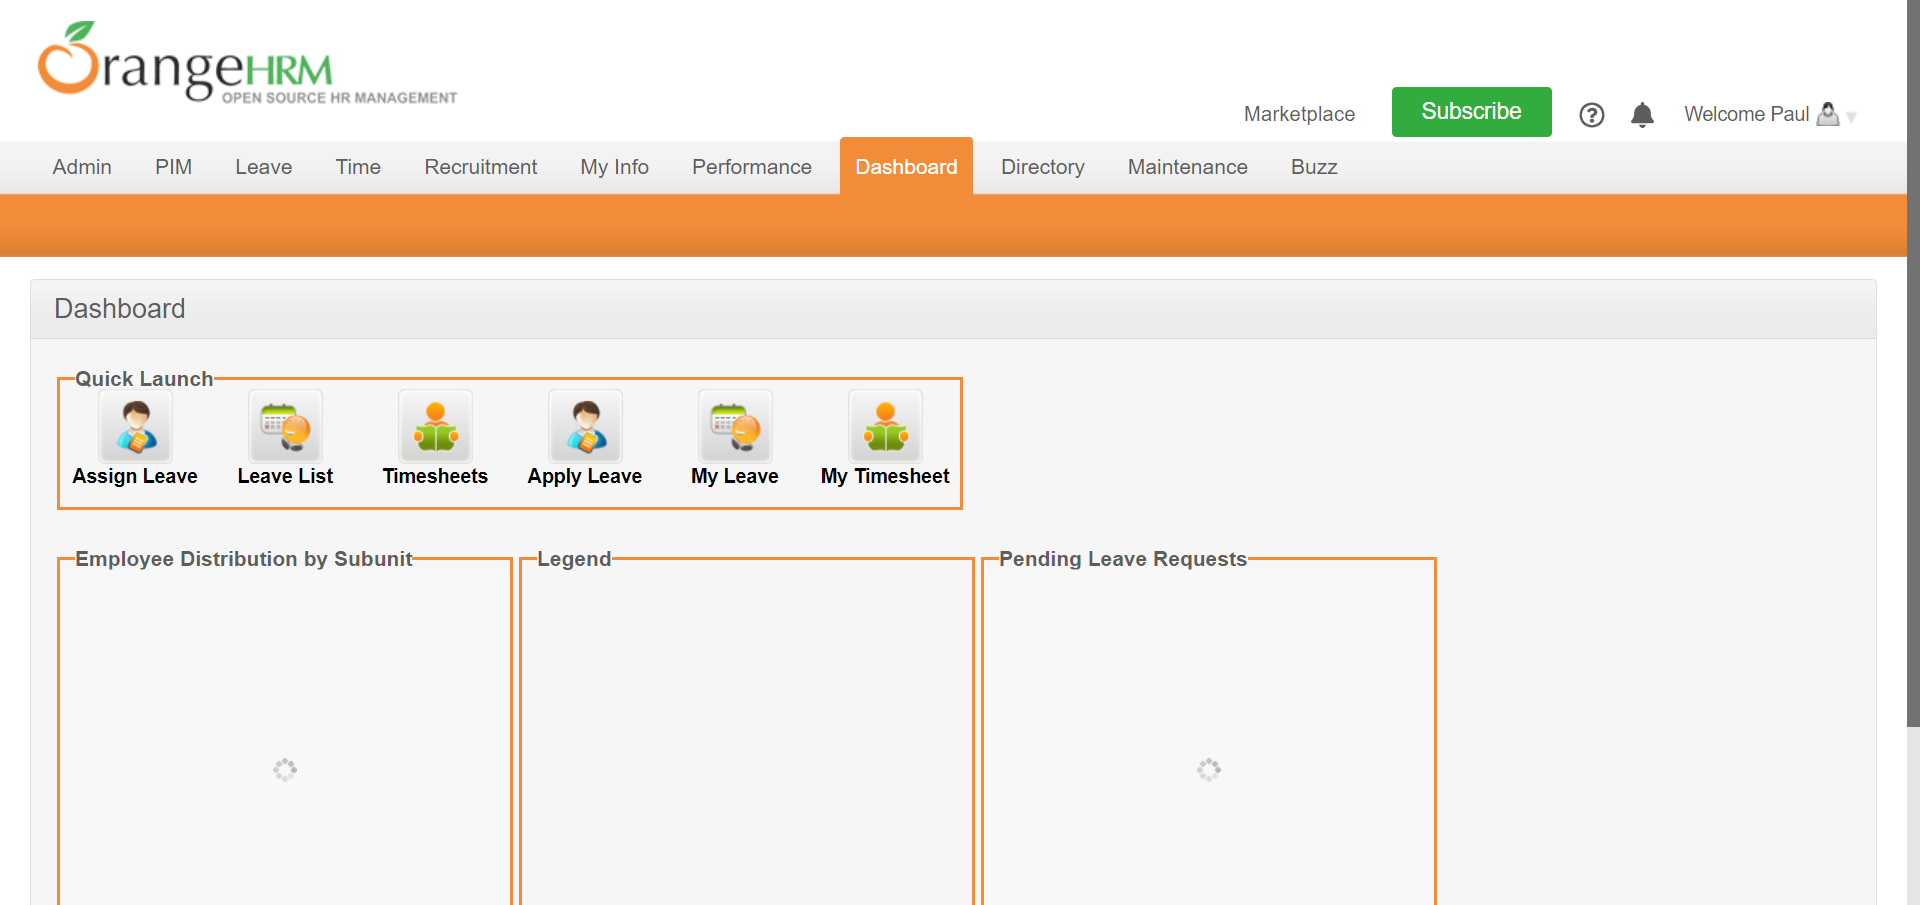 OrangeHRM
OPEN SOURCE HR MANAGEMENT
Marketplace
Subscribe
Welcome Paul
Admin PIM Leave Time Recruitment My Info Performance Dashboard Directory Maintenance Buzz
Dashboard
Quick Launch
Assign Leave Leave List Timesheets Apply Leave My Leave My Timesheet
Employee Distribution by Subunit
Legend
Pending Leave Requests